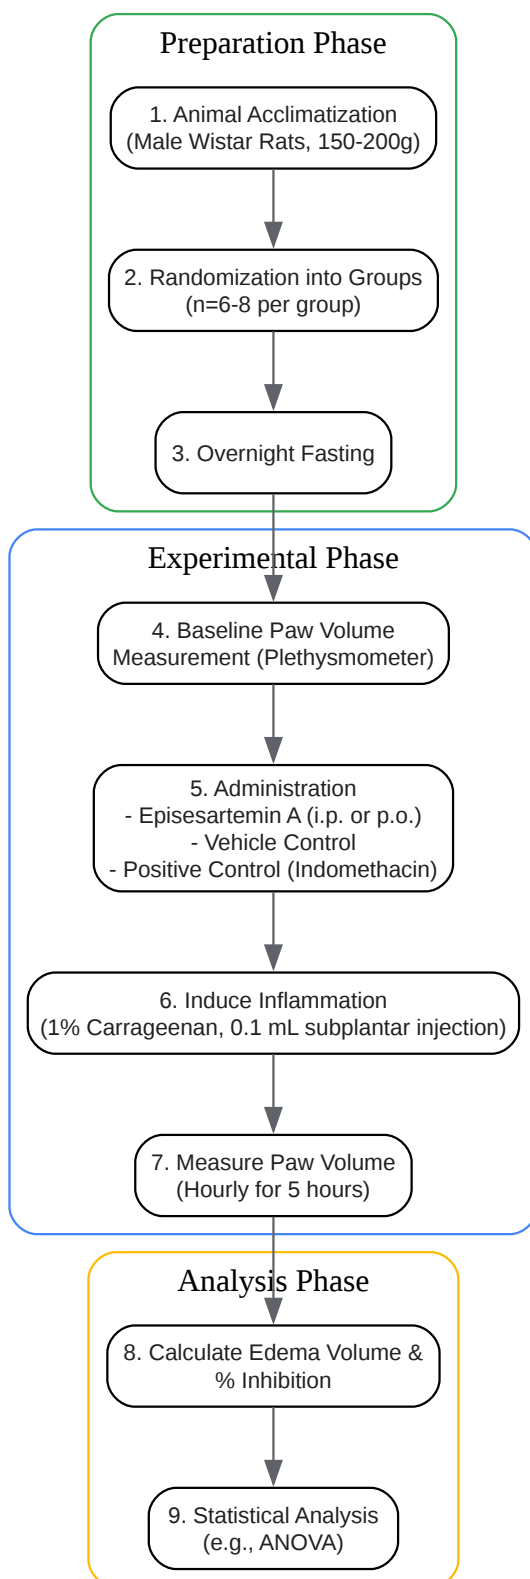 Preparation Phase
1. Animal Acclimatization
(Male Wistar Rats, 150-200g)
2. Randomization into Groups
(n=6-8 per group)
3. Overnight Fasting
Experimental Phase
4. Baseline Paw Volume
Measurement (Plethysmometer)
5. Administration
- Episesartemin A (i.p. or p.o.)
- Vehicle Control
- Positive Control (Indomethacin)
6. Induce Inflammation
(1% Carrageenan, 0.1 mL subplantar injection)
7. Measure Paw Volume
(Hourly for 5 hours)
Analysis Phase
8. Calculate Edema Volume &
% Inhibition
9. Statistical Analysis
(e.g., ANOVA)